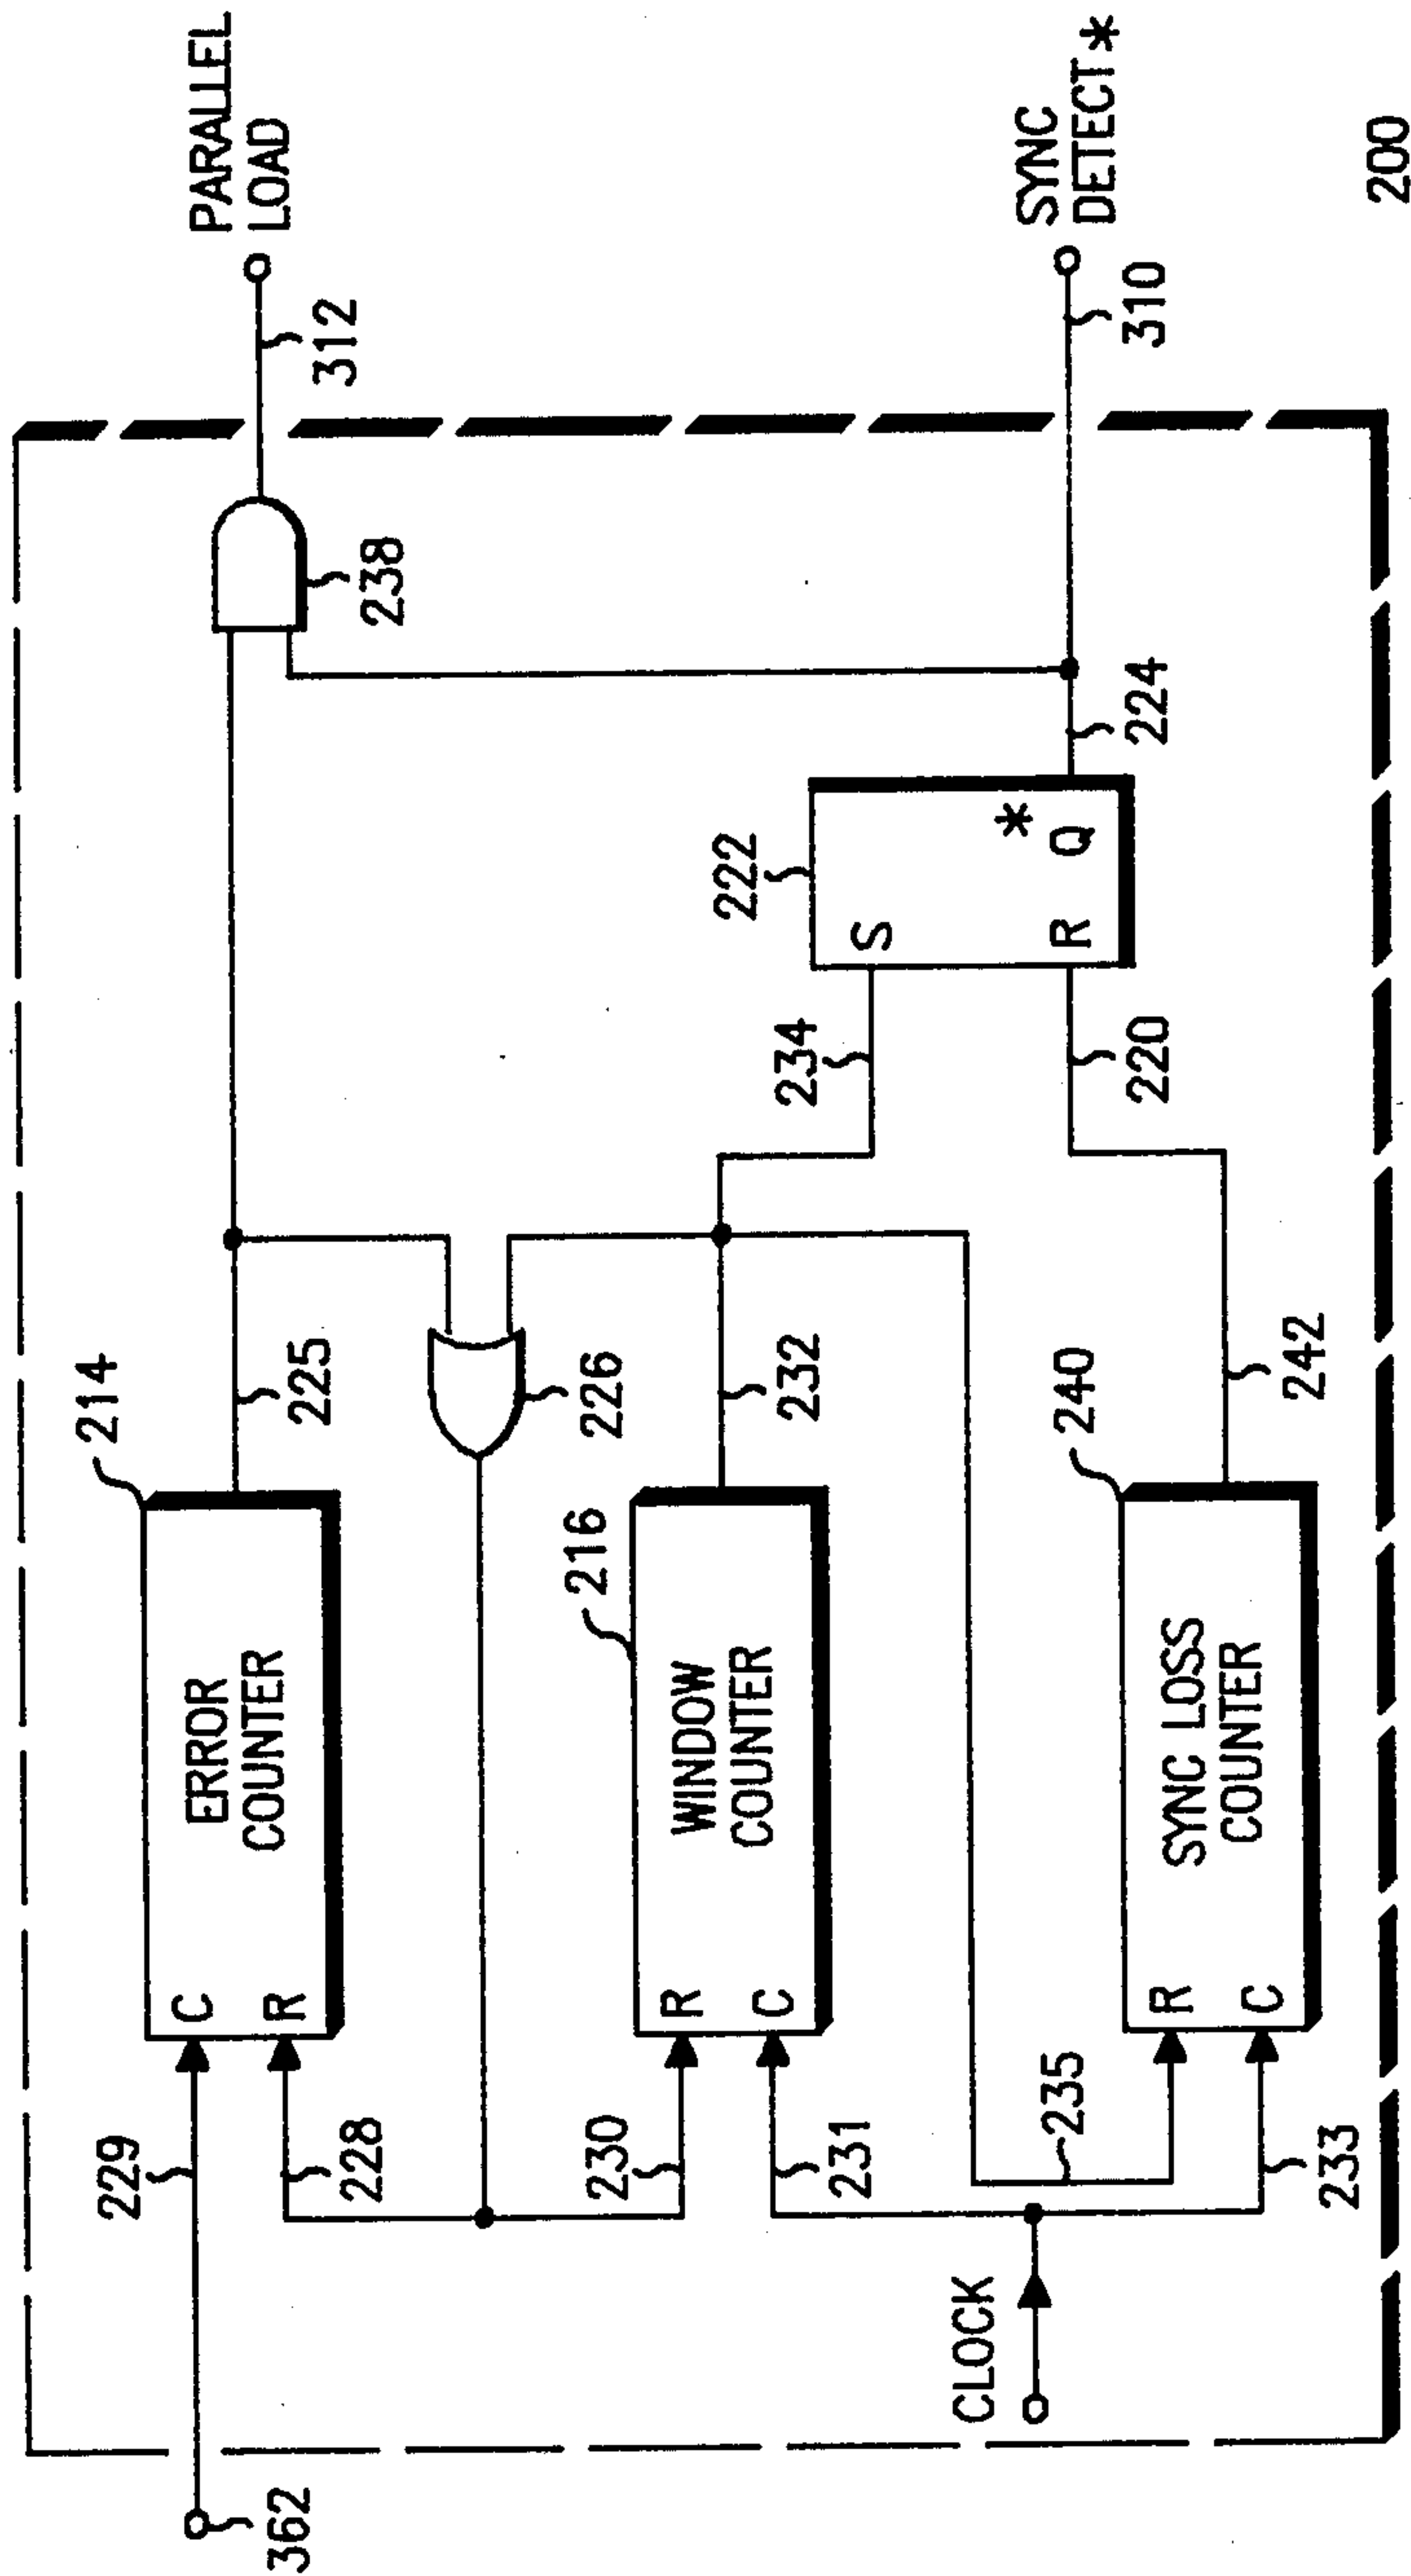 PARALLEL
LOAD
312
238
SYNC
DETECT*
310
200
214
225
ERROR
COUNTER
C
R
229
228
362
226
216
232
WINDOW
COUNTER
R
C
230
231
222
S
* Q
R
234
220
224
240
242
SYNC LOSS
COUNTER
R
C
235
233
CLOCK